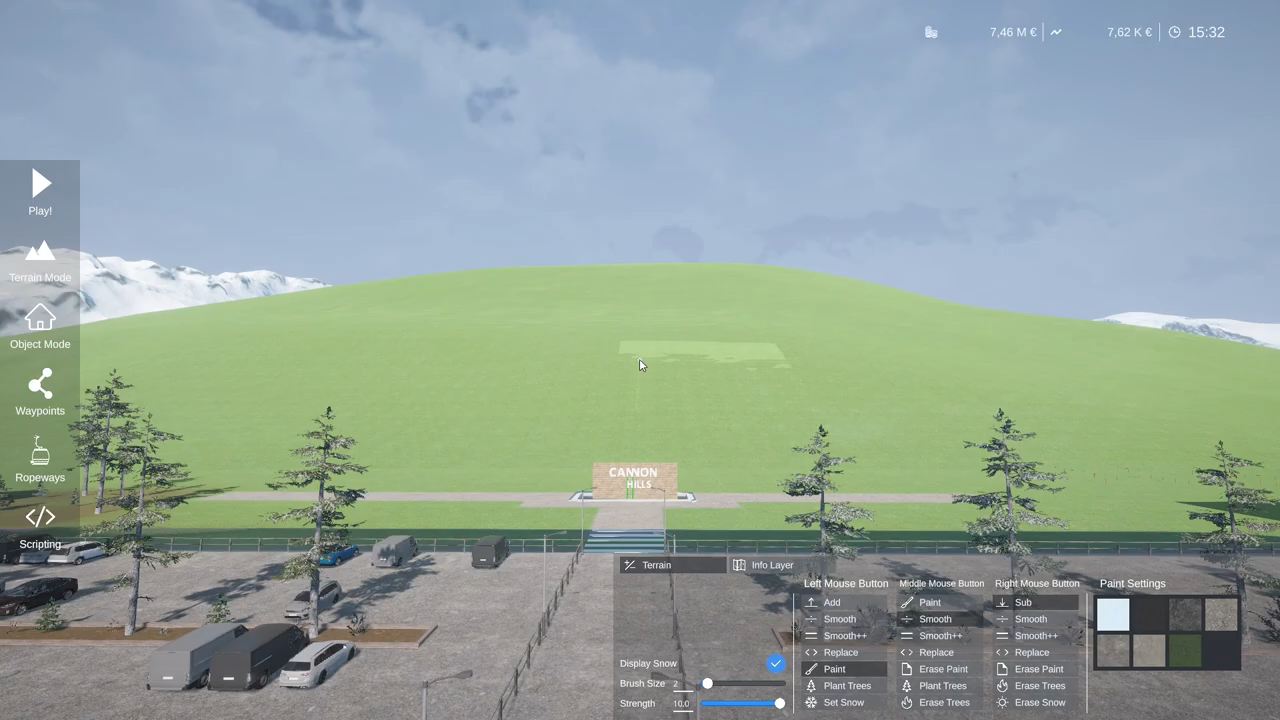 7,46 M €
7,62 K €
15:32
Play!
Terrain Mode
Object Mode
Waypoints
Ropeways
Scripting
CANNON
HILLS
Terrain
Info Layer
Display Snow
Brush Size 2
Strength 10.0
Left Mouse Button
Add
Smooth
Smooth++
Replace
Paint
Plant Trees
Set Snow
Middle Mouse Button
Paint
Smooth
Smooth++
Replace
Erase Paint
Plant Trees
Erase Trees
Right Mouse Button
Sub
Smooth
Smooth++
Replace
Erase Paint
Erase Trees
Erase Snow
Paint Settings